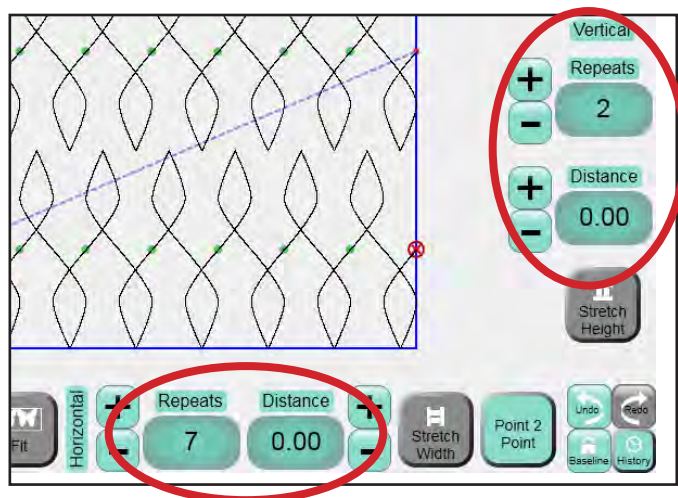 Vertical
+
Repeats
2
−
+
Distance
0.00
−
Stretch
Height
Fit
Horizontal
+
−
Repeats
7
Distance
0.00
+
−
Stretch
Width
Point 2
Point
Undo
Redo
Baseline
History